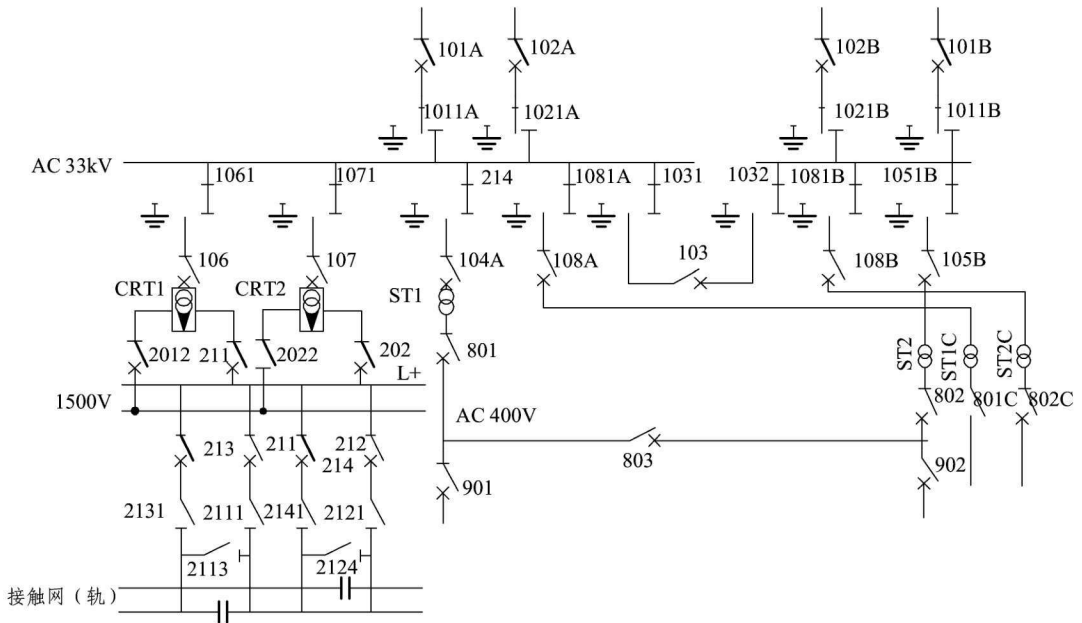 101A 102A 102B 101B
1011A 1021A 1021B 1011B
AC 33kV
1061 1071 214 1081A 1031 1032 1081B 1051B
106 107 104A 108A 103 108B 105B
CRT1 CRT2 ST1
2012 211 2022 202 801 ST2 ST1C ST2C
L+
1500V AC 400V 802 801C 802C
213 211 212
214 803 902
901
2131 2111 2141 2121
2113 2124
接触网（轨）